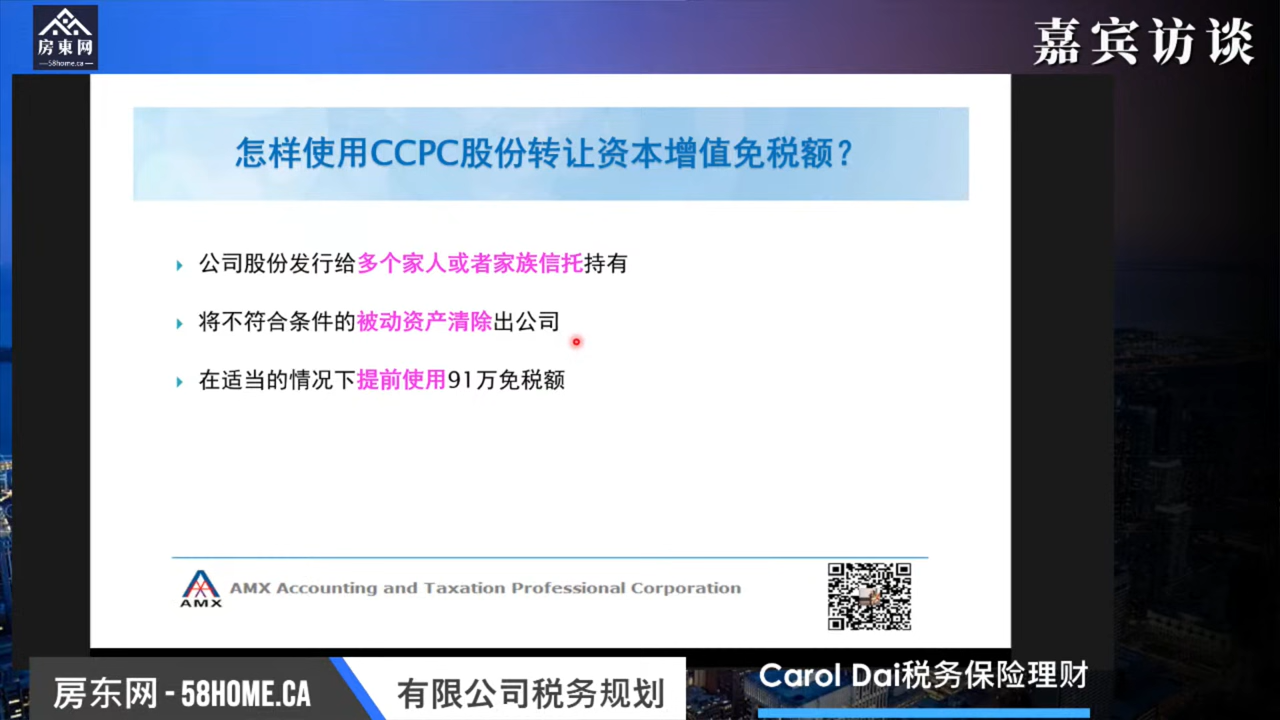 房東网
58home.ca
嘉宾访谈
怎样使用CCPC股份转让资本增值免税额？
公司股份发行给多个家人或者家族信托持有
将不符合条件的被动资产清除出公司
在适当的情况下提前使用91万免税额
AMX
AMX Accounting and Taxation Professional Corporation
房东网 - 58HOME.CA
有限公司税务规划
Carol Dai税务保险理财